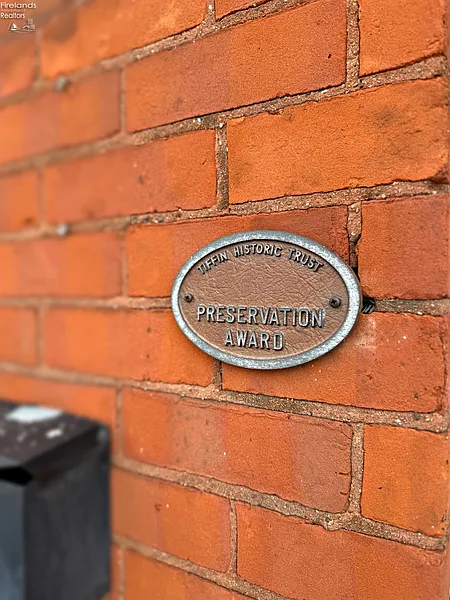 Firelands
Realtors
TIFFIN HISTORIC TRUST
PRESERVATION
AWARD